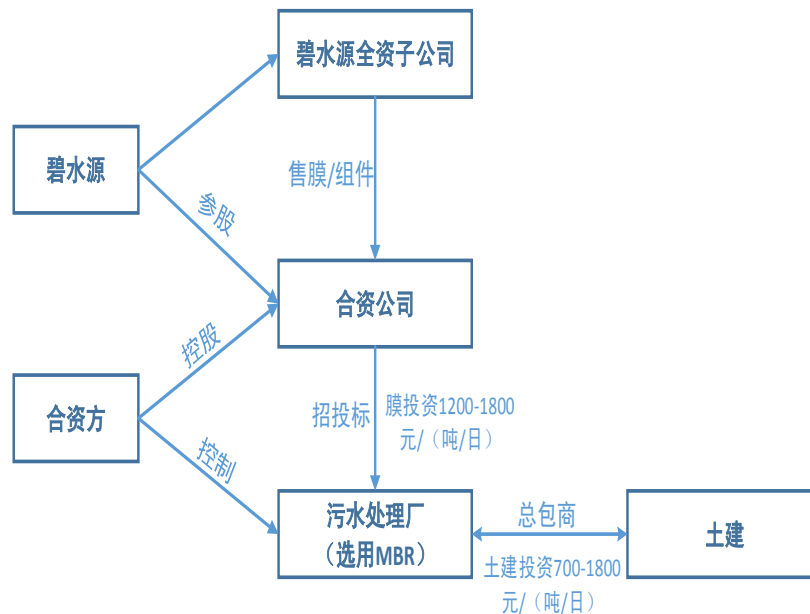 碧水源全资子公司
碧水源
售膜/组件
参股
合资公司
控股
合资方
招投标
膜投资1200-1800
元/（吨/日）
控制
污水处理厂
（选用MBR）
总包商
土建
土建投资700-1800
元/（吨/日）